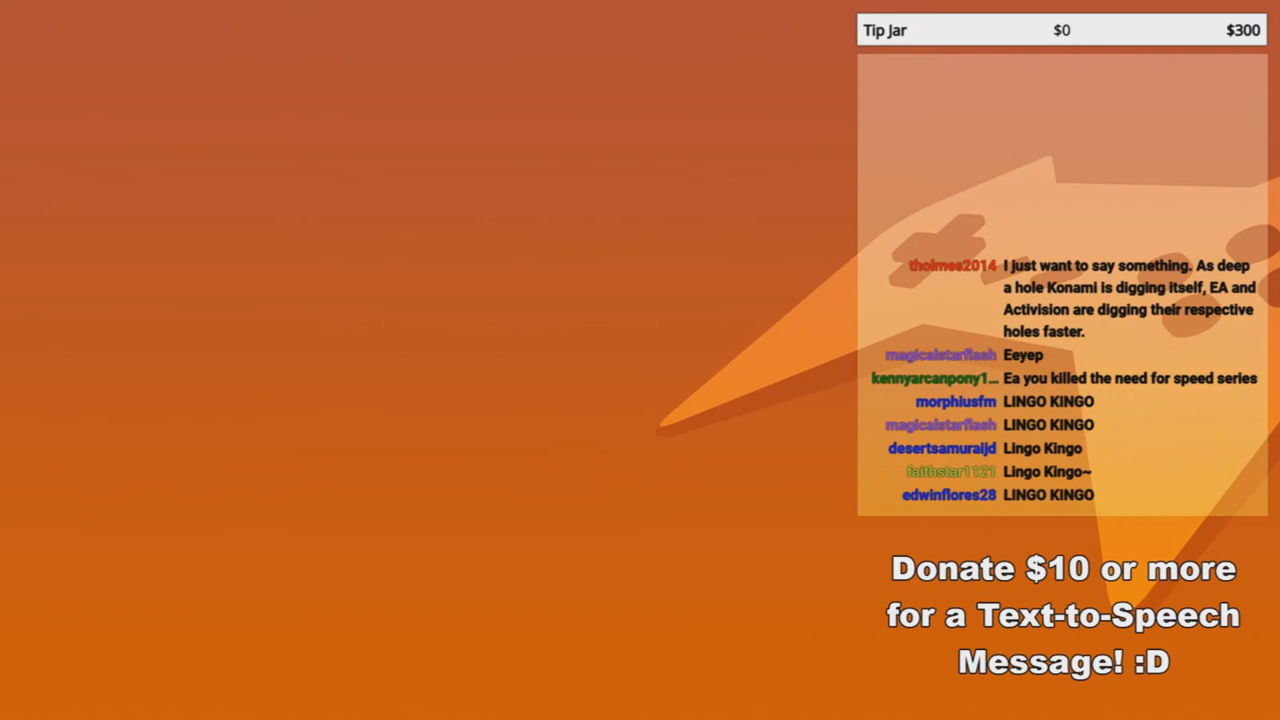 Tip Jar $0 $300
tholmes2014 I just want to say something. As deep
a hole Konami is digging itself, EA and
Activision are digging their respective
holes faster.
magicalstarflash Eeyep
kennyarcanpony1... Ea you killed the need for speed series
morphiusfm LINGO KINGO
magicalstarflash LINGO KINGO
desertsamuraijd Lingo Kingo
faithstar1121 Lingo Kingo~
edwinflores28 LINGO KINGO
Donate $10 or more
for a Text-to-Speech
Message! :D